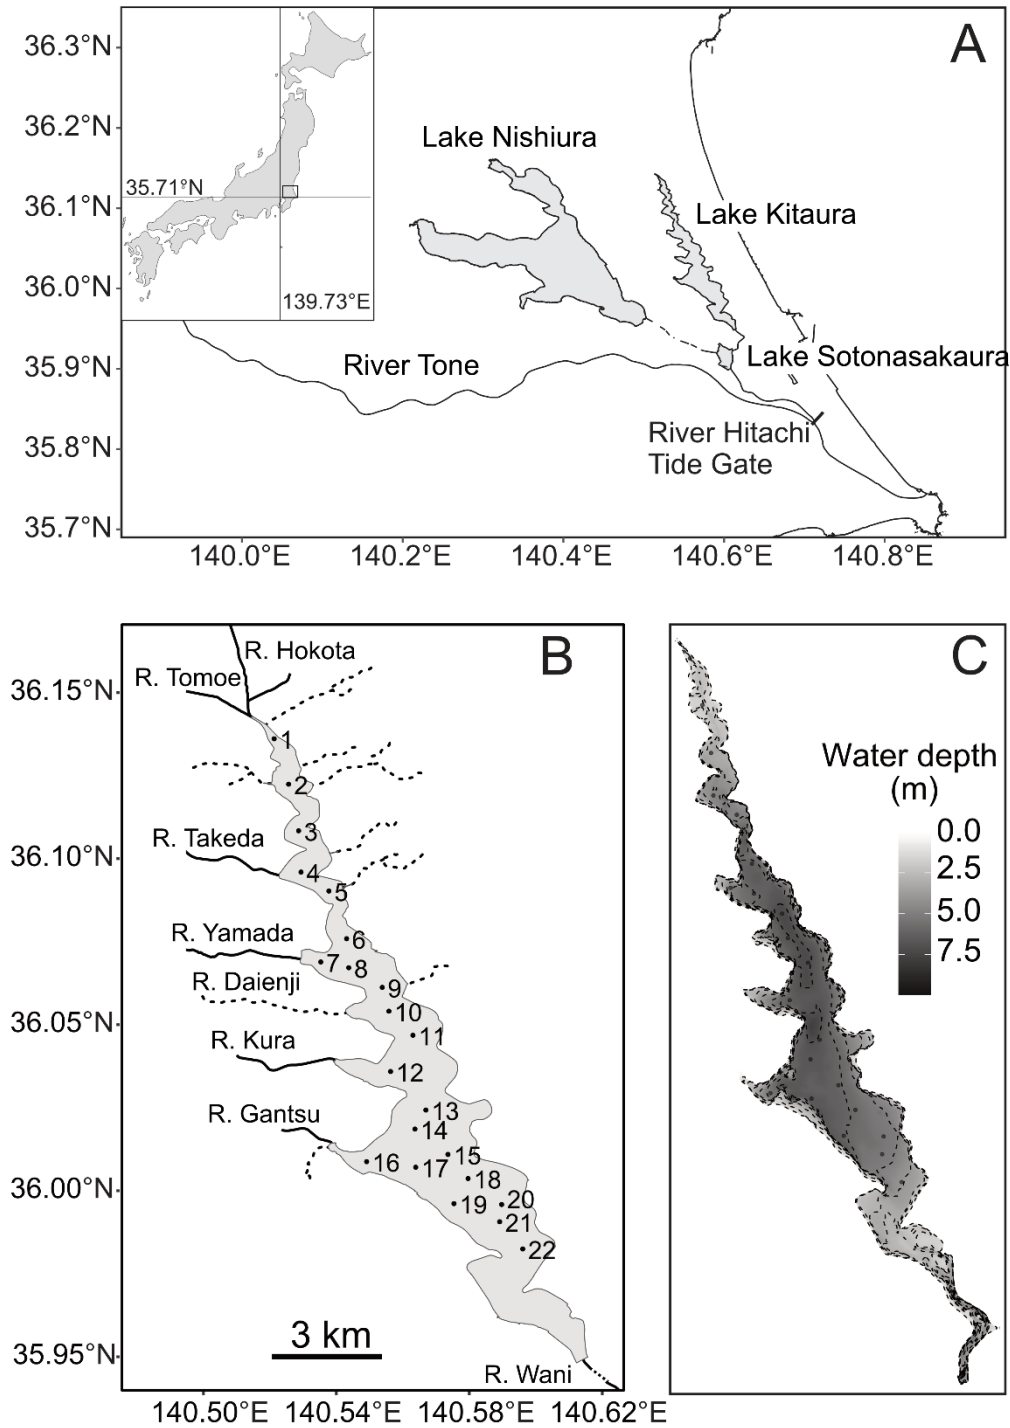 A
36.3°N
36.2°N
36.1°N
36.0°N
35.9°N
35.8°N
35.7°N
35.71°N
139.73°E
Lake Nishiura
Lake Kitaura
Lake Sotonasakaura
River Tone
River Hitachi
Tide Gate
140.0°E 140.2°E 140.4°E 140.6°E 140.8°E
B
36.15°N
36.10°N
36.05°N
36.00°N
35.95°N
R. Hokota
R. Tomoe
1
2
3
R. Takeda
4
5
6
R. Yamada
7
8
R. Daienji
9
10
11
R. Kura
12
13
R. Gantsu
14
15
16
17
18
19
20
21
22
3 km
R. Wani
140.50°E 140.54°E 140.58°E 140.62°E
C
Water depth
(m)
0.0
2.5
5.0
7.5